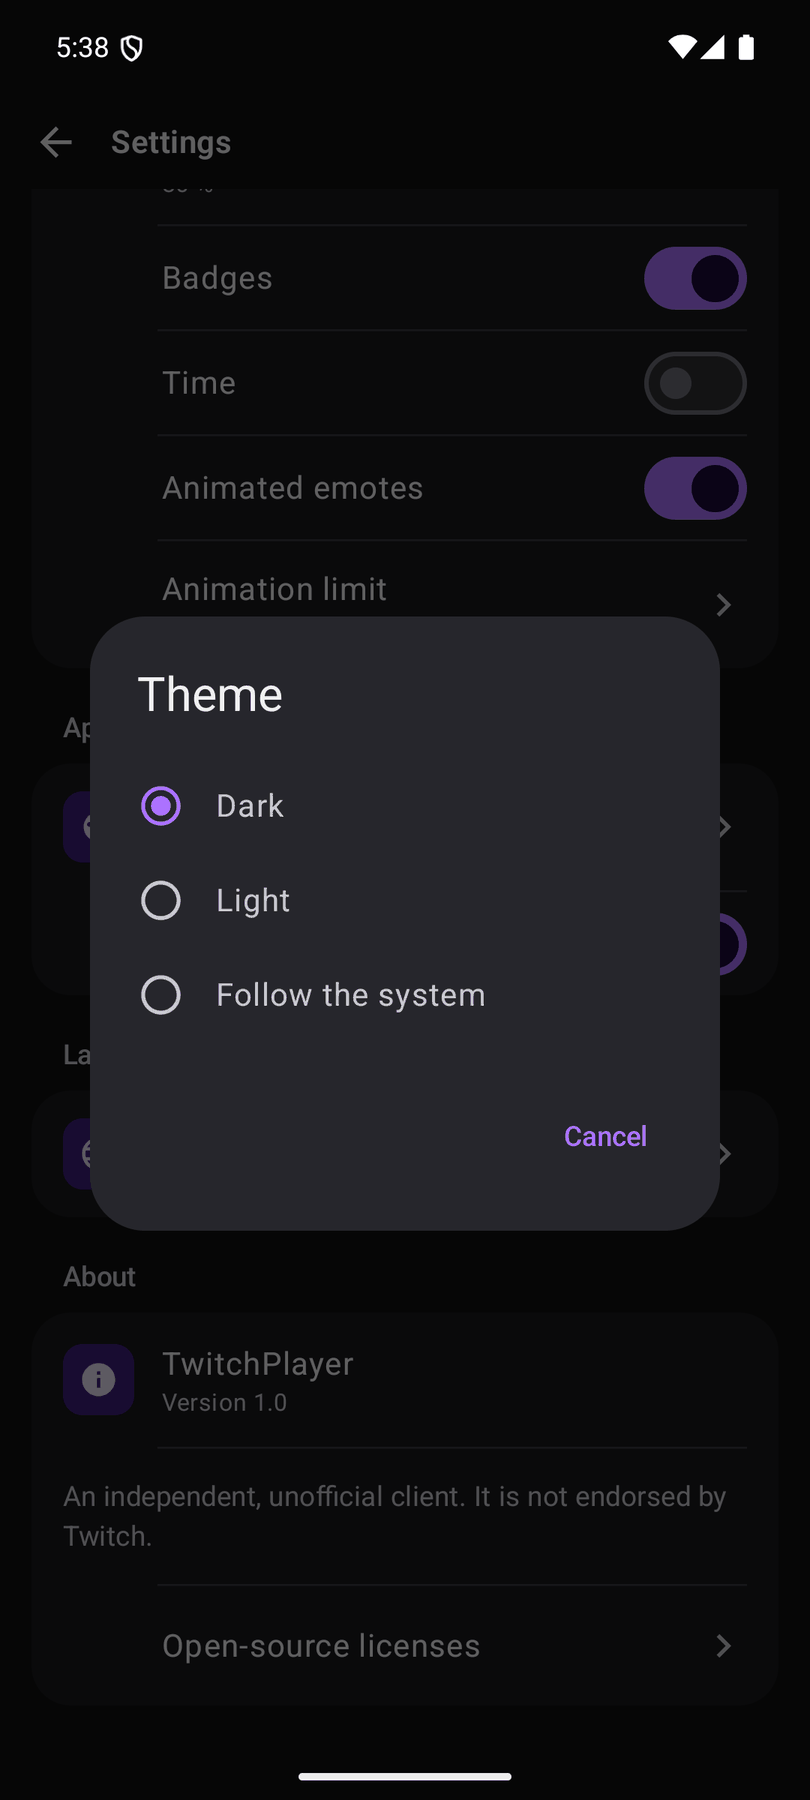 5:38
Settings
Badges
Time
Animated emotes
Animation limit
Theme
Dark
Light
Follow the system
Cancel
About
TwitchPlayer
Version 1.0
An independent, unofficial client. It is not endorsed by
Twitch.
Open-source licenses